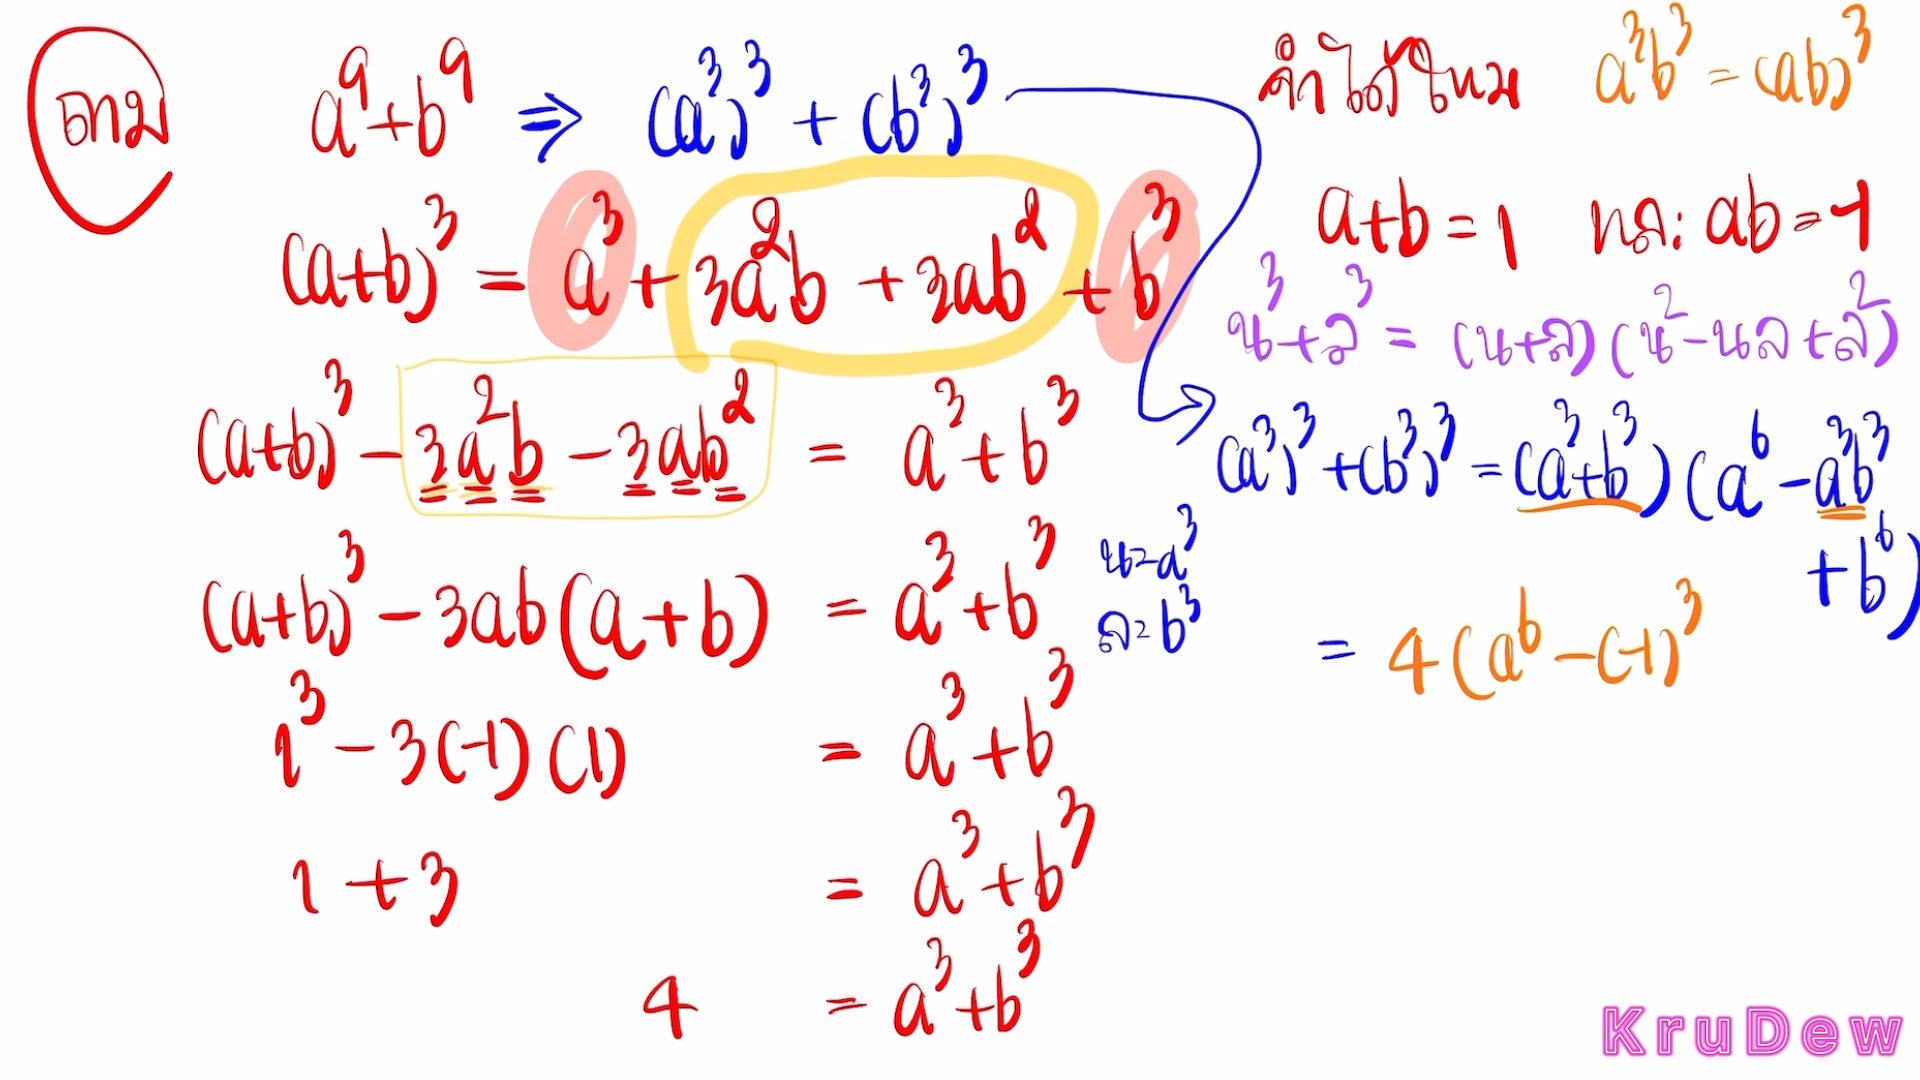 ถาม
a⁹+b⁹ ⇒ (a³)³ + (b³)³
(a+b)³ = a³ + 3a²b + 3ab² + b³
(a+b)³ - 3a²b - 3ab² = a³+b³
(a+b)³ - 3ab(a+b) = a³+b³
1³ - 3(-1)(1) = a³+b³
1 + 3 = a³+b³
4 = a³+b³
จำได้ไหม a³b³ = (ab)³
a+b = 1 และ ab = -1
น³+ล³ = (น+ล)(น²-นล+ล²)
(a³)³ + (b³)³ = (a³+b³)(a⁶ - a³b³
+b⁶)
น=a³
ล=b³
= 4(a⁶ - (-1)³
KruDew